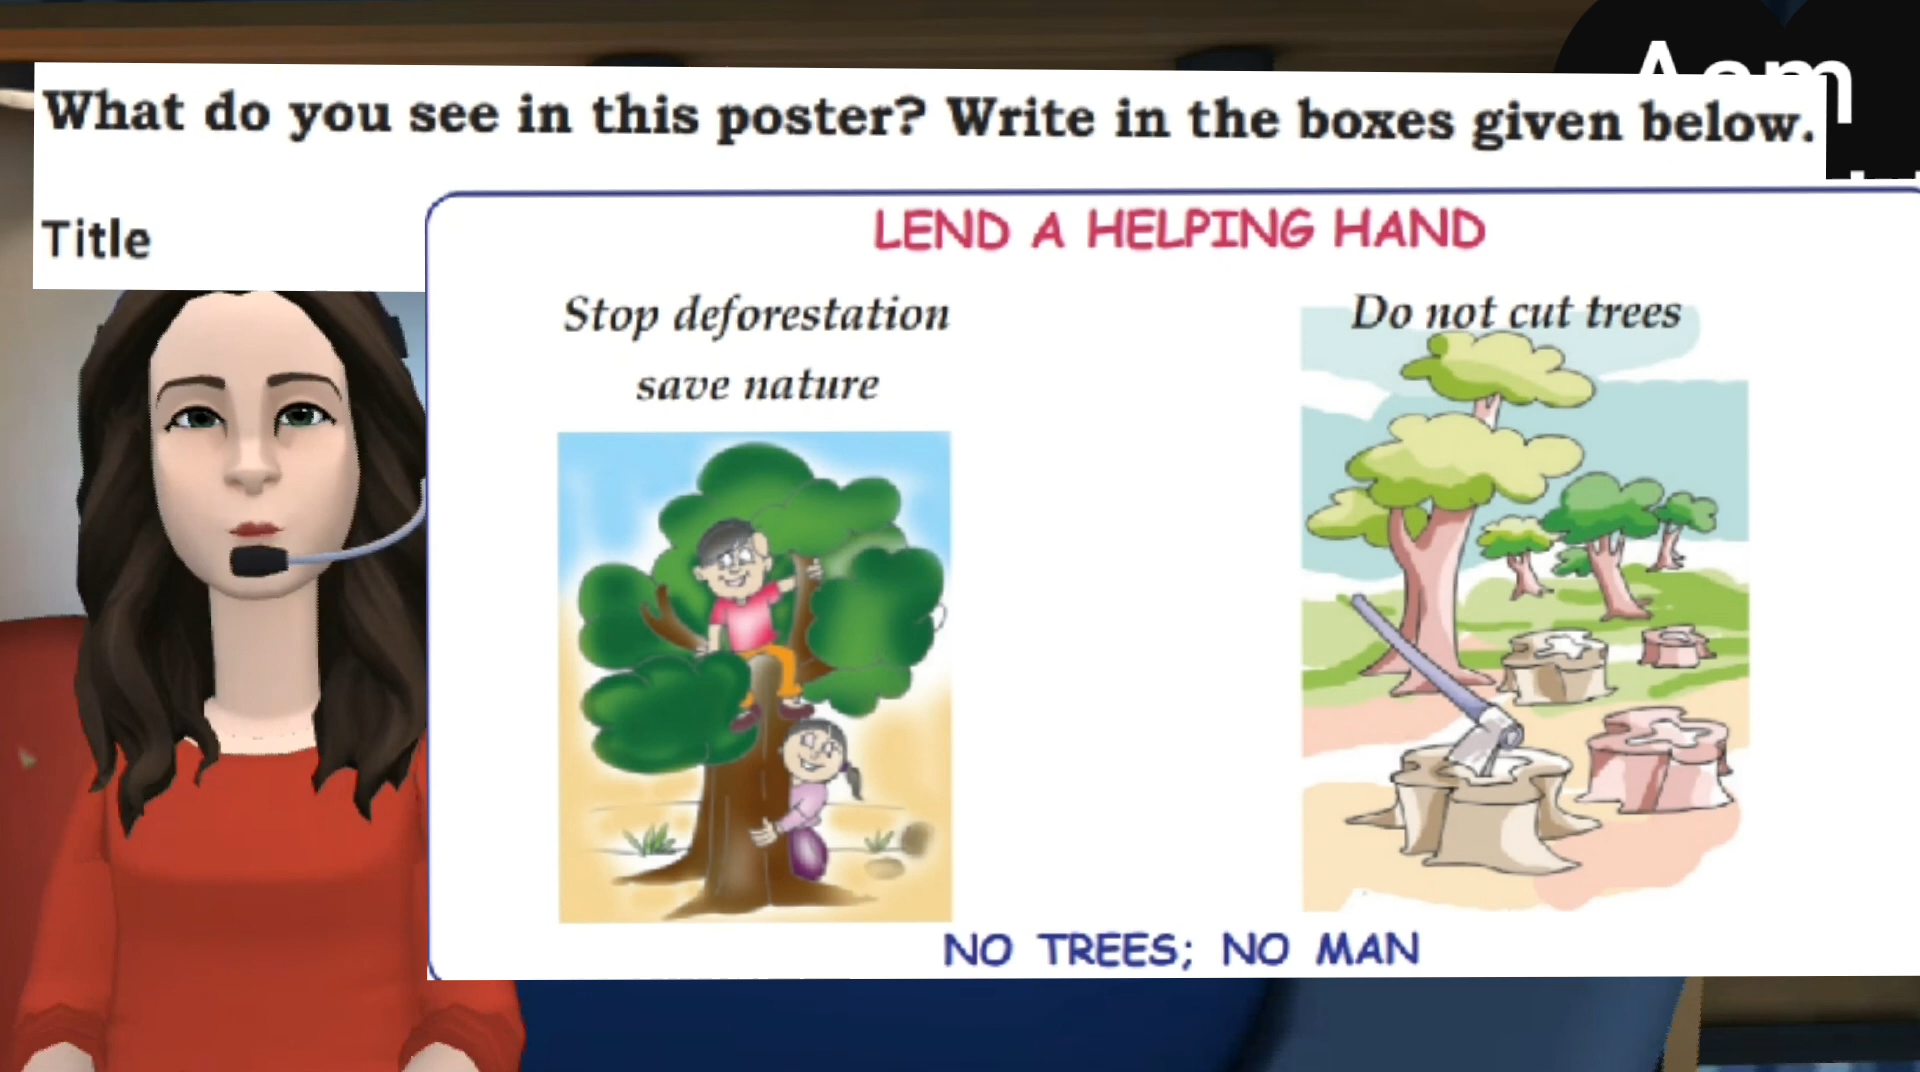 What do you see in this poster? Write in the boxes given below.
Title
LEND A HELPING HAND
Stop deforestation
save nature
Do not cut trees
NO TREES; NO MAN